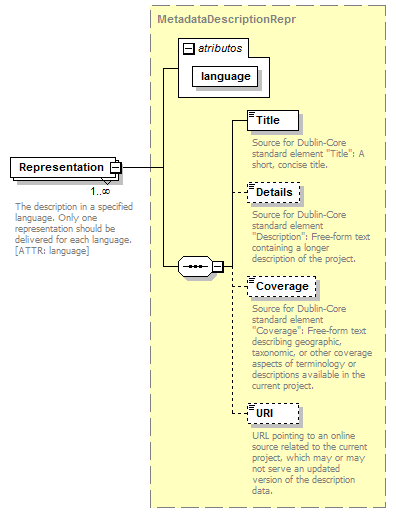 MetadataDescriptionRepr
atributos
language
Representation
1..∞
The description in a specified
language. Only one
representation should be
delivered for each language.
[ATTR: language]
Title
Source for Dublin-Core
standard element "Title": A
short, concise title.
Details
Source for Dublin-Core
standard element
"Description": Free-form text
containing a longer
description of the project.
Coverage
Source for Dublin-Core
standard element
"Coverage": Free-form text
describing geographic,
taxonomic, or other coverage
aspects of terminology or
descriptions available in the
current project.
URI
URL pointing to an online
source related to the current
project, which may or may
not serve an updated
version of the description
data.